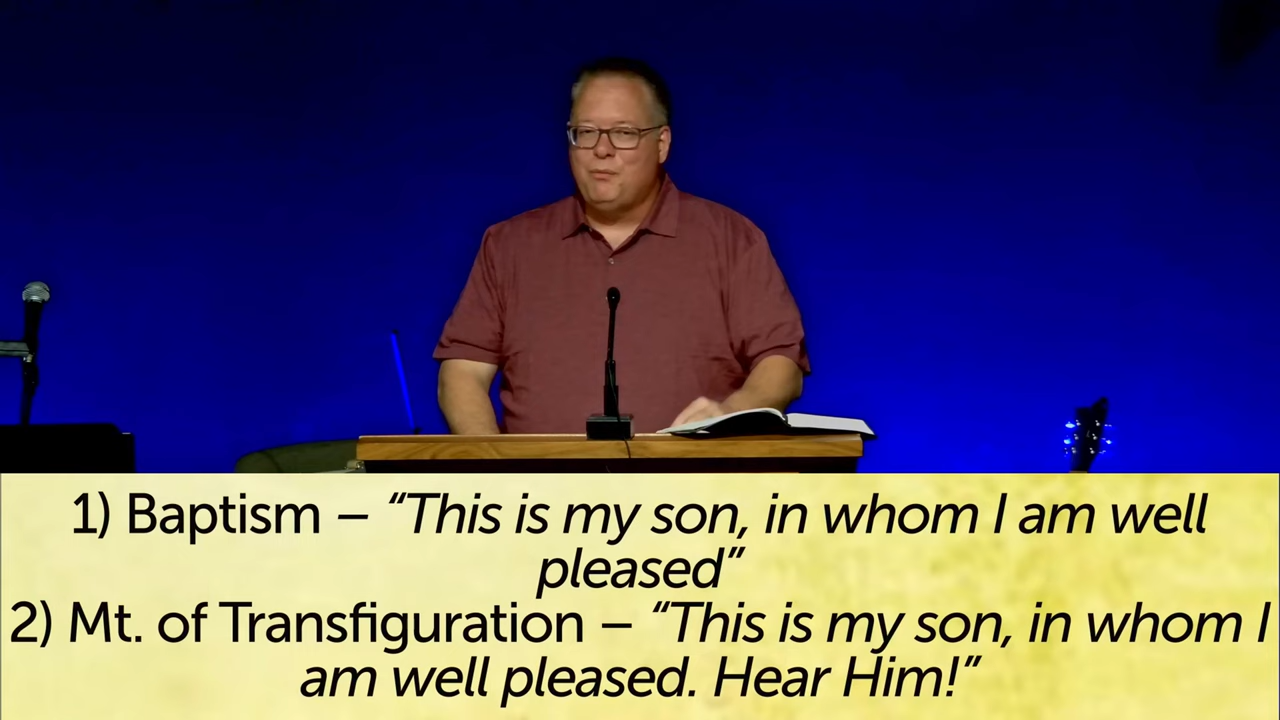 1) Baptism – “This is my son, in whom I am well
pleased”
2) Mt. of Transfiguration – “This is my son, in whom I
am well pleased. Hear Him!”